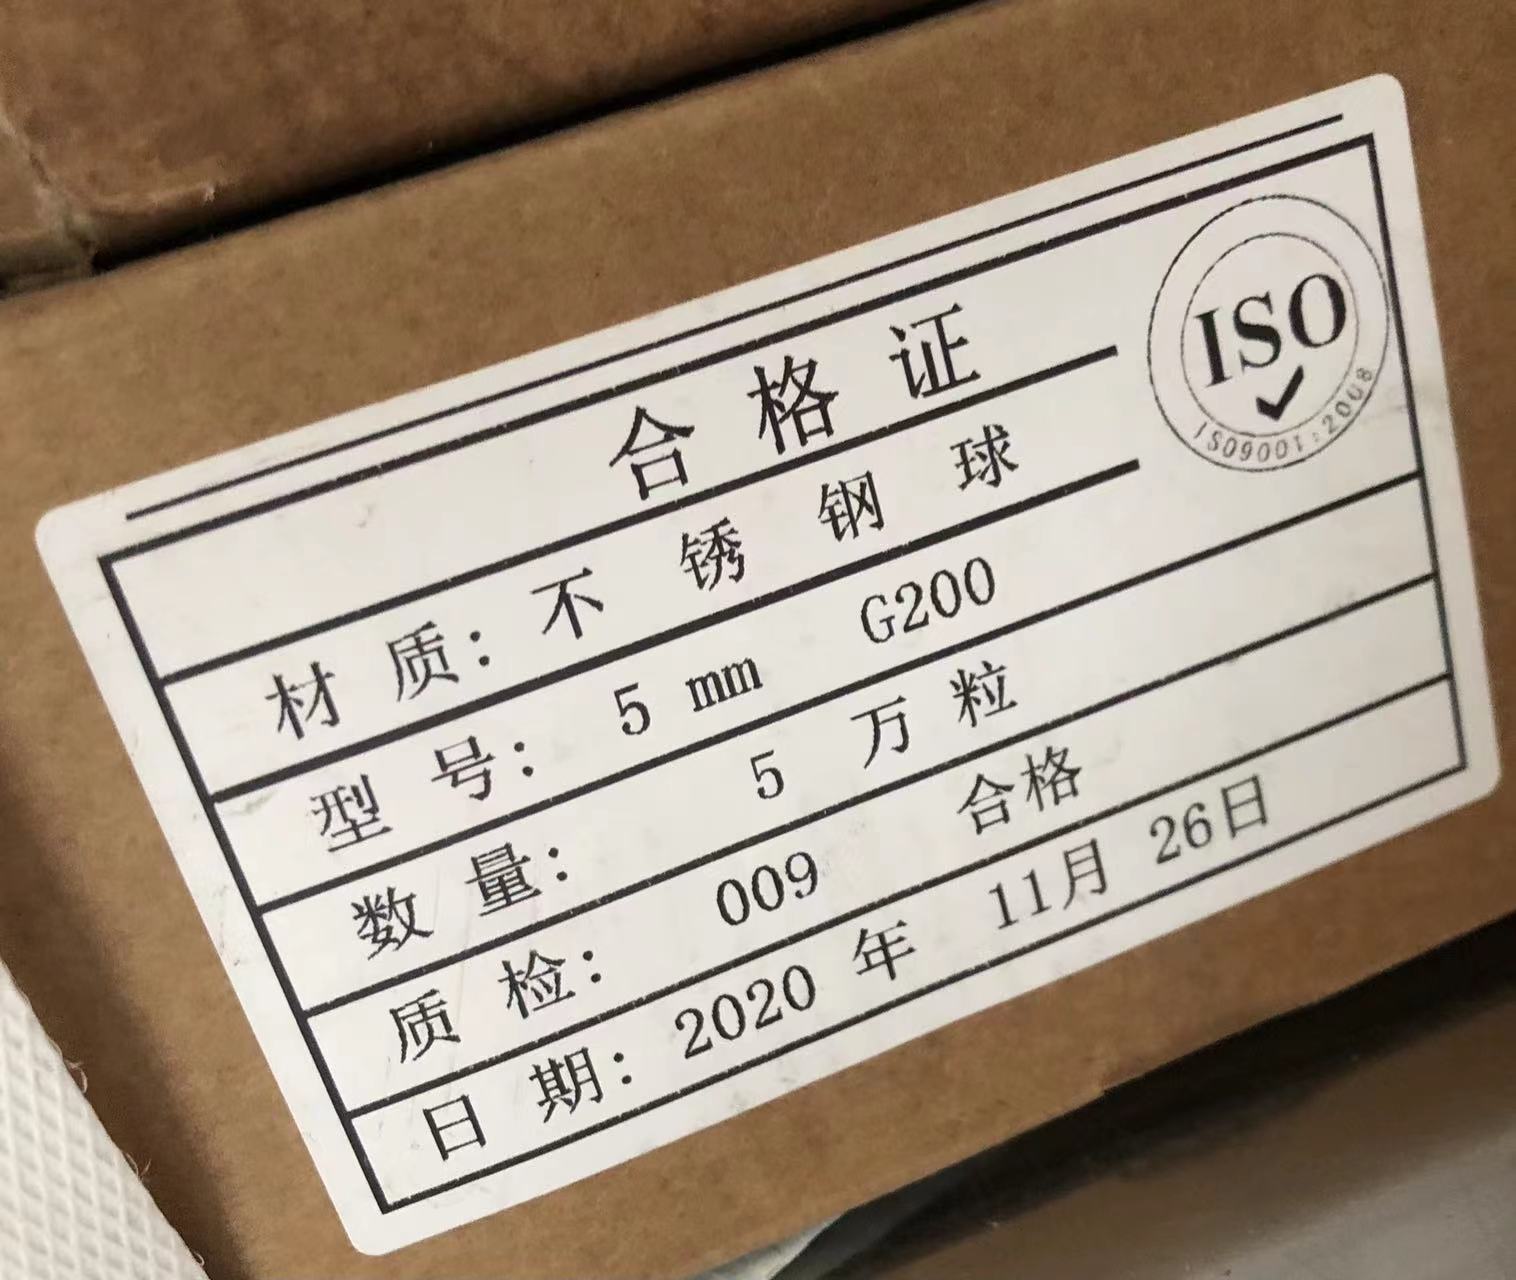 合格证
ISO
ISO9001:2008
材质:不锈钢球
型号: 5 mm G200
数量: 5 万粒
质检: 009 合格
日期: 2020 年 11月 26日